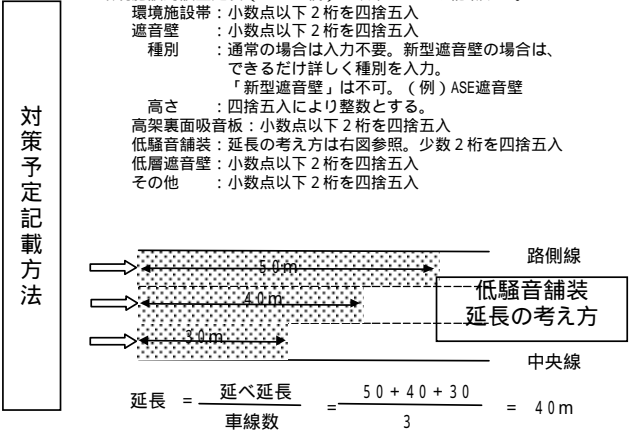 対策予定記載方法
環境施設帯：小数点以下２桁を四捨五入
遮音壁　　：小数点以下２桁を四捨五入
種別　　：通常の場合は入力不要。新型遮音壁の場合は、
できるだけ詳しく種別を入力。
「新型遮音壁」は不可。（例）ASE遮音壁
高さ　　：四捨五入により整数とする。
高架裏面吸音板：小数点以下２桁を四捨五入
低騒音舗装：延長の考え方は右図参照。少数２桁を四捨五入
低層遮音壁：小数点以下２桁を四捨五入
その他　　：小数点以下２桁を四捨五入
路側線
50m
低騒音舗装
延長の考え方
40m
30m
中央線
延長 ＝ 延べ延長 ＝ 50＋40＋30 ＝ 40m
車線数 3